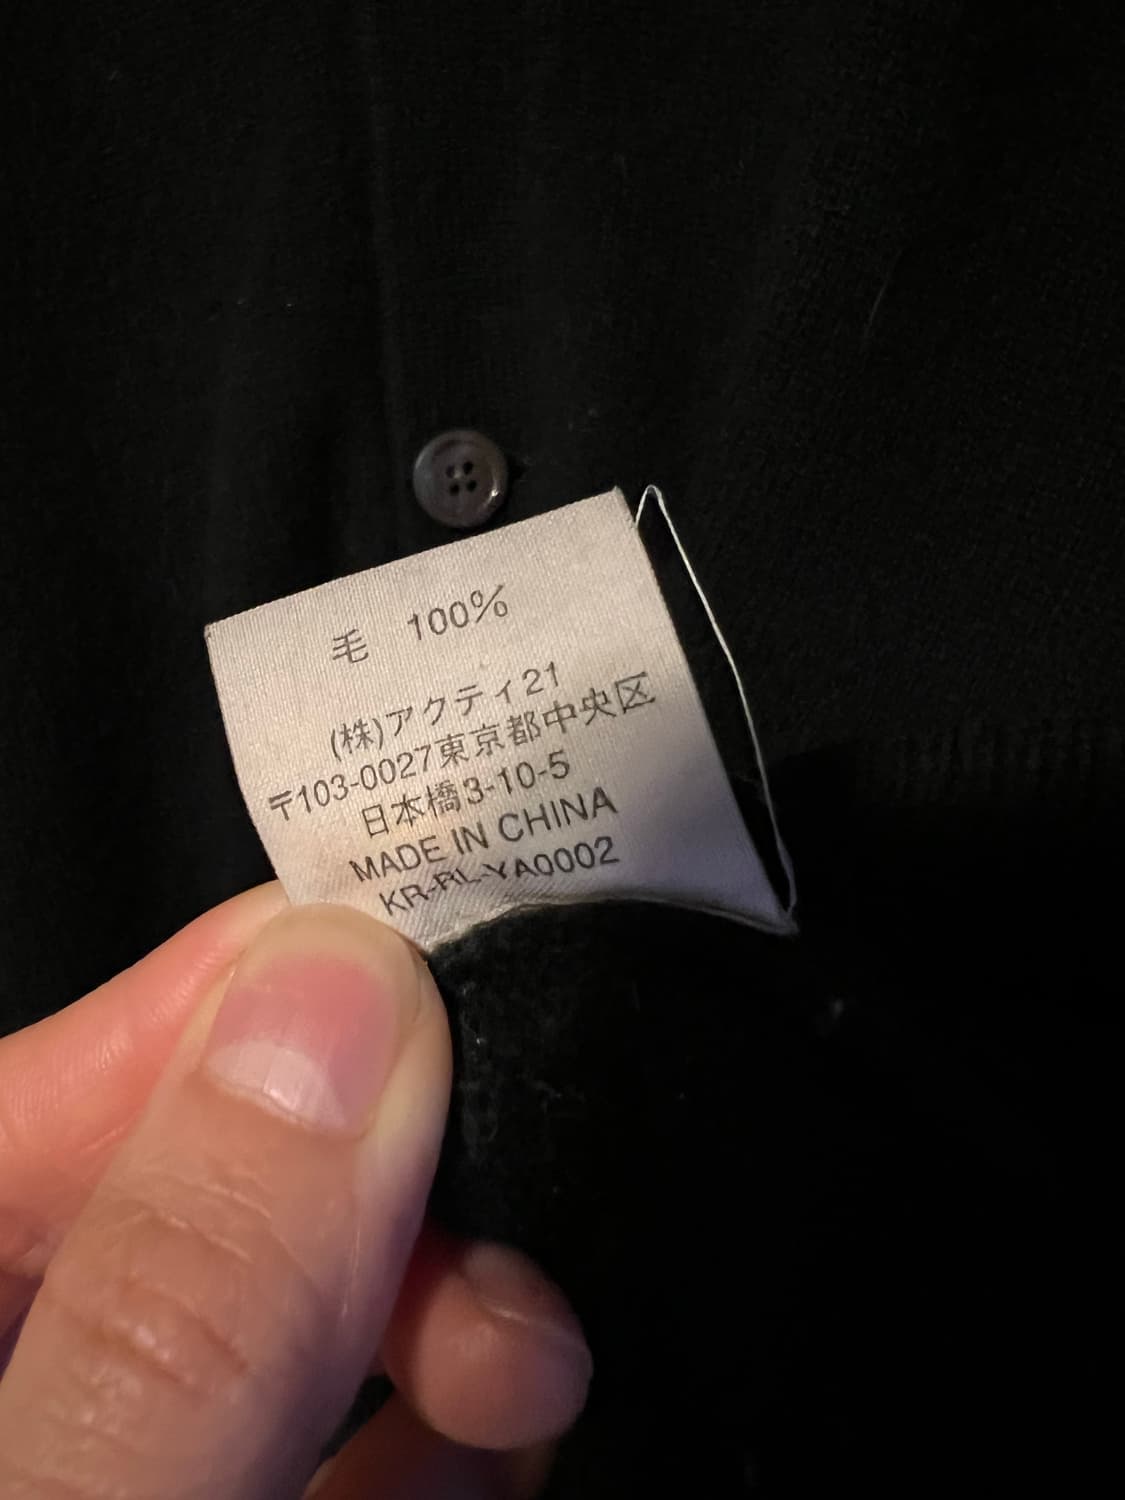 毛 100%
(株)アクティ21
〒103-0027東京都中央区
日本橋3-10-5
MADE IN CHINA
KR-RL-YA0002